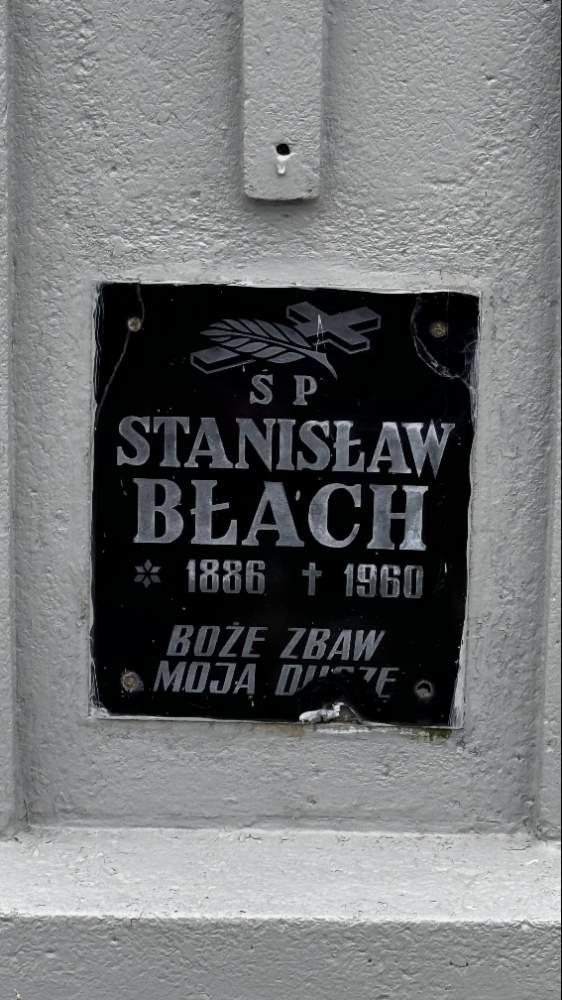 Ś P
STANISŁAW
BŁACH
* 1886 † 1960
BOŻE ZBAW
MOJA